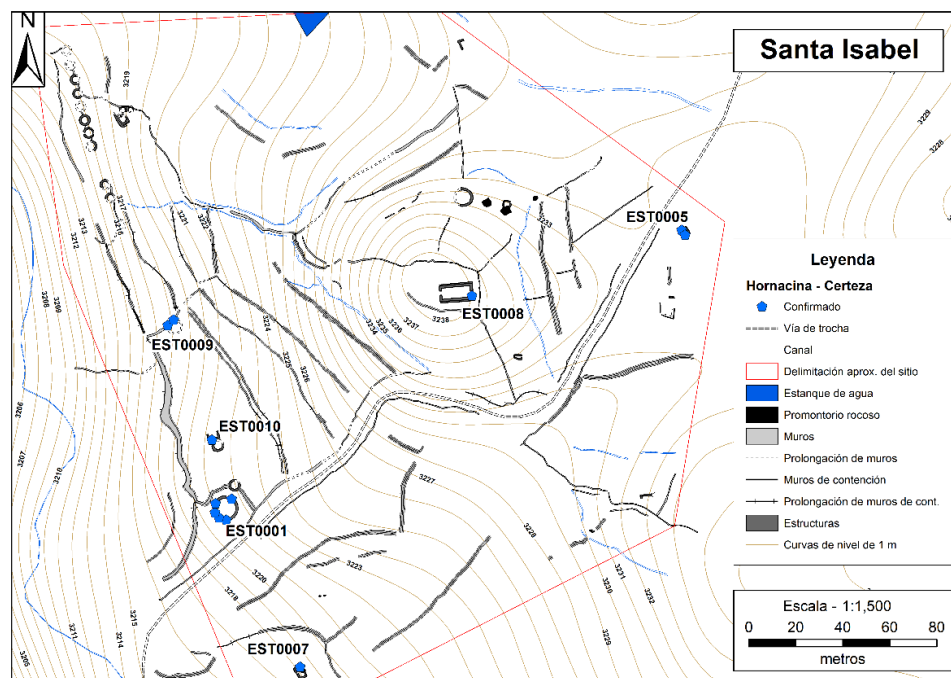 N
Santa Isabel
3219
3229
3228
3217
3216
3213
3212
3221
3222
3209
3208
3233
EST0005
EST0008
3238
3237
3236
3235
3234
3224
3225
3226
EST0009
3206
3207
3210
EST0010
EST0001
3227
3228
3223
3220
3218
3231
3230
3232
3229
3215
3214
3211
3205
EST0007
Leyenda
Hornacina - Certeza
Confirmado
Vía de trocha
Canal
Delimitación aprox. del sitio
Estanque de agua
Promontorio rocoso
Muros
Prolongación de muros
Muros de contención
Prolongación de muros de cont.
Estructuras
Curvas de nivel de 1 m
Escala - 1:1,500
0 20 40 60 80
metros